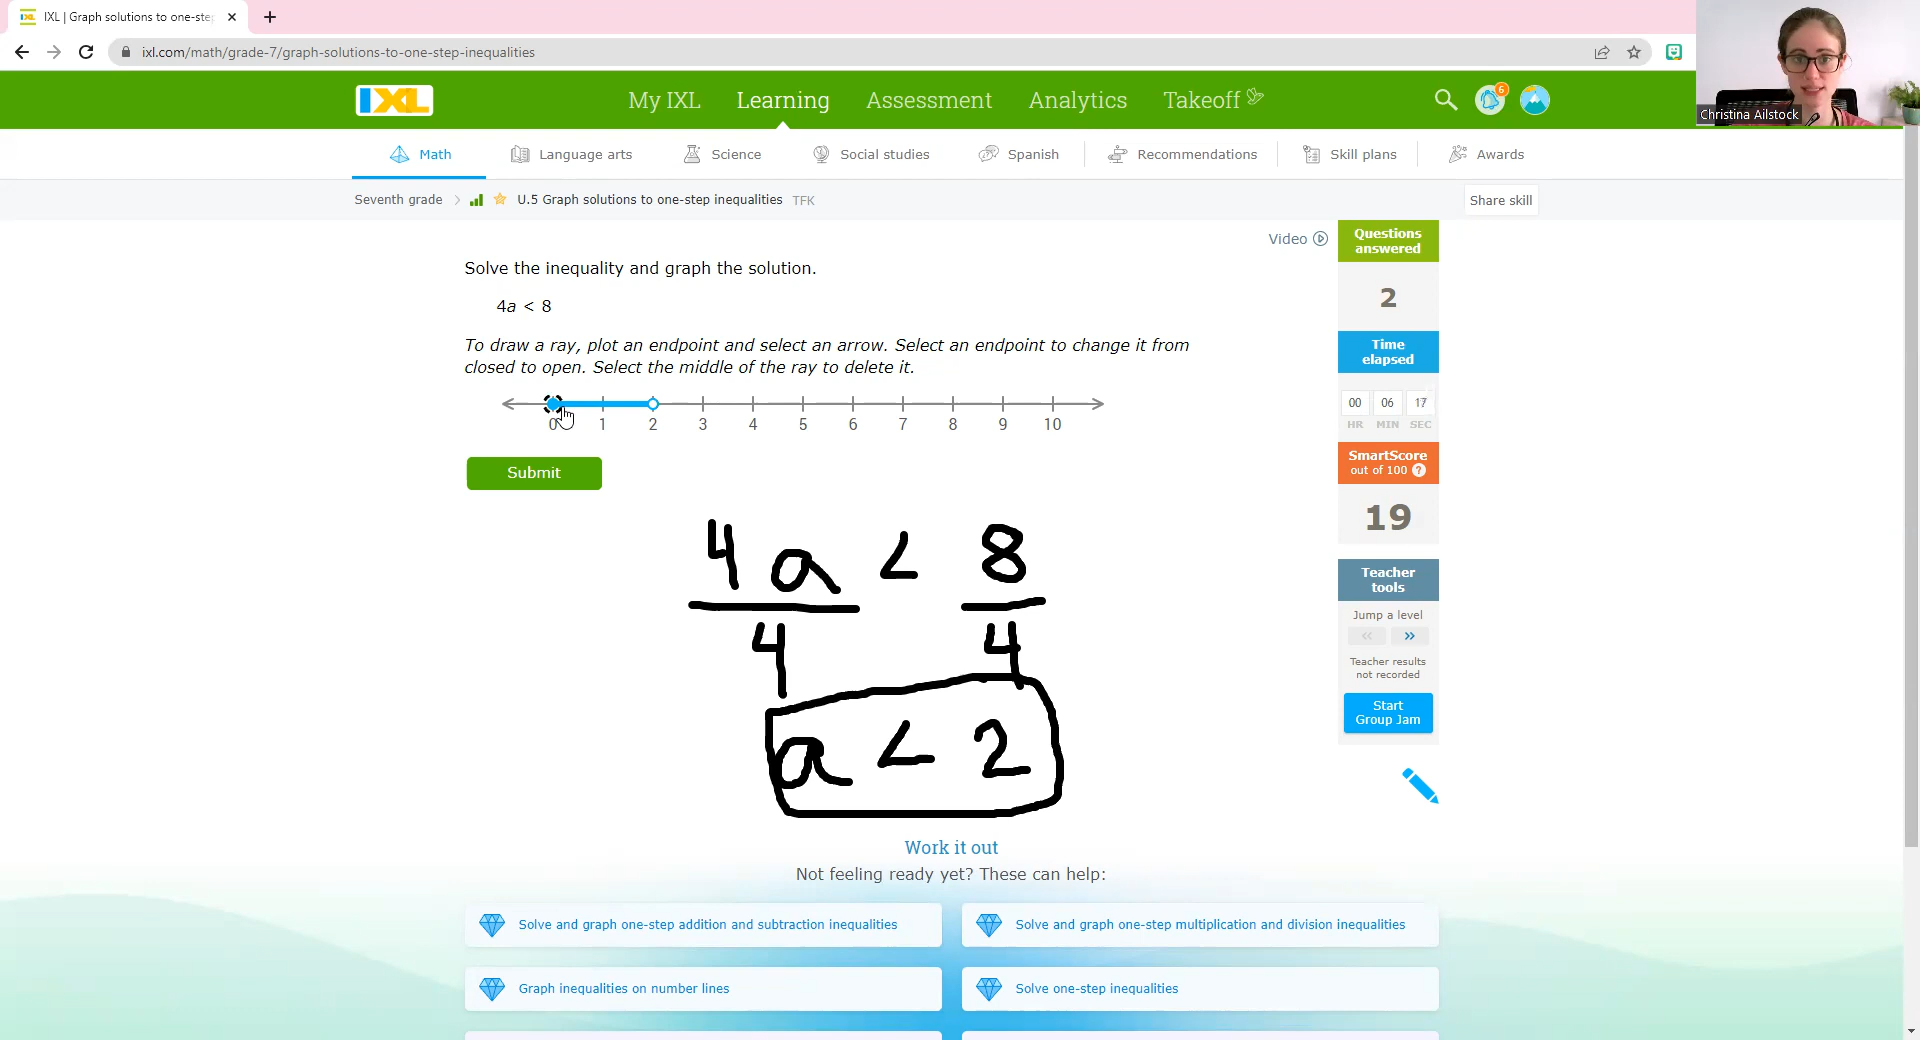 IXL | Graph solutions to one-step
ixl.com/math/grade-7/graph-solutions-to-one-step-inequalities
Christina Ailstock
IXL
My IXL Learning Assessment Analytics Takeoff
6
Math Language arts Science Social studies Spanish Recommendations Skill plans Awards
Seventh grade U.5 Graph solutions to one-step inequalities TFK
Share skill
Video
Questions
answered
2
Time
elapsed
00 06 17
HR MIN SEC
SmartScore
out of 100 ?
19
Teacher
tools
Jump a level
<< >>
Teacher results
not recorded
Start
Group Jam
Solve the inequality and graph the solution.
4a < 8
To draw a ray, plot an endpoint and select an arrow. Select an endpoint to change it from
closed to open. Select the middle of the ray to delete it.
0 1 2 3 4 5 6 7 8 9 10
Submit
4a < 8
4 4
a < 2
Work it out
Not feeling ready yet? These can help:
Solve and graph one-step addition and subtraction inequalities
Solve and graph one-step multiplication and division inequalities
Graph inequalities on number lines
Solve one-step inequalities